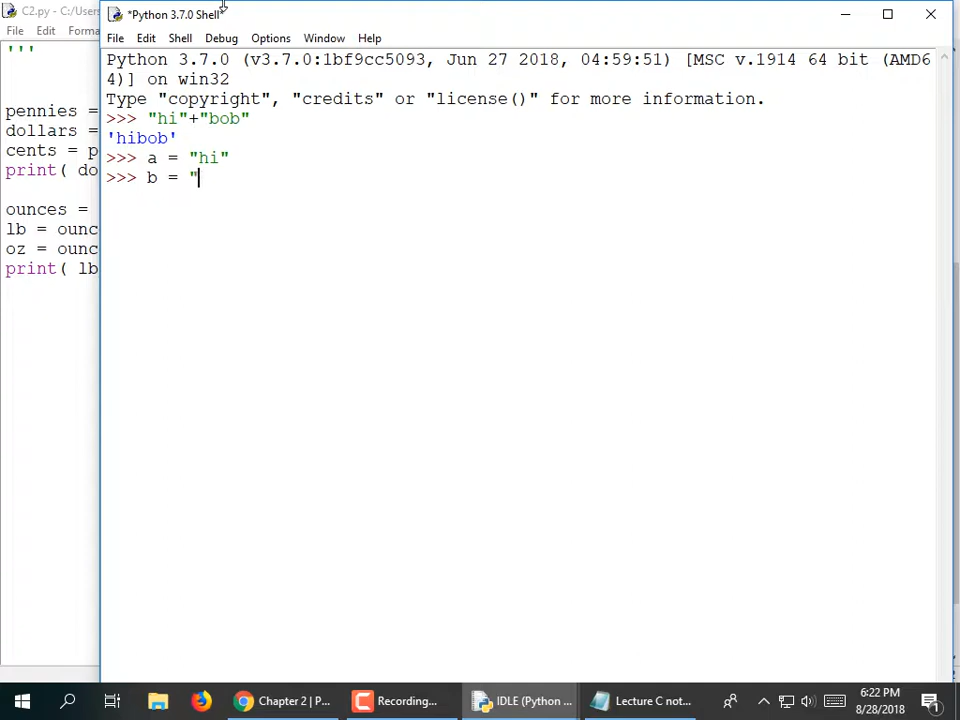 C2.py - C:/Users
File Edit Forma
'''
pennies =
dollars =
cents = p
print( do
ounces =
lb = ounc
oz = ounc
print( lb
*Python 3.7.0 Shell*
File Edit Shell Debug Options Window Help
Python 3.7.0 (v3.7.0:1bf9cc5093, Jun 27 2018, 04:59:51) [MSC v.1914 64 bit (AMD6
4)] on win32
Type "copyright", "credits" or "license()" for more information.
>>> "hi"+"bob"
'hibob'
>>> a = "hi"
>>> b = "
Chapter 2 | P...
Recording...
IDLE (Python ...
Lecture C not...
6:22 PM
8/28/2018
1